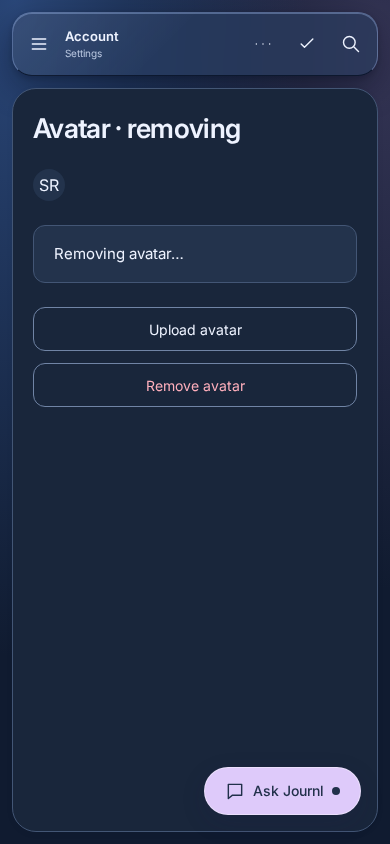 Account
Settings
Avatar · removing
SR
Removing avatar...
Upload avatar
Remove avatar
Ask Journl